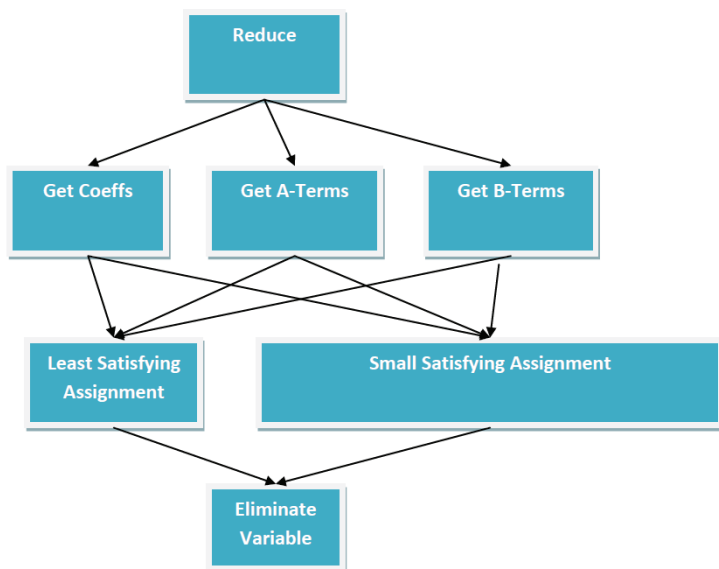 Reduce
Get Coeffs
Get A-Terms
Get B-Terms
Least Satisfying
Assignment
Small Satisfying Assignment
Eliminate
Variable